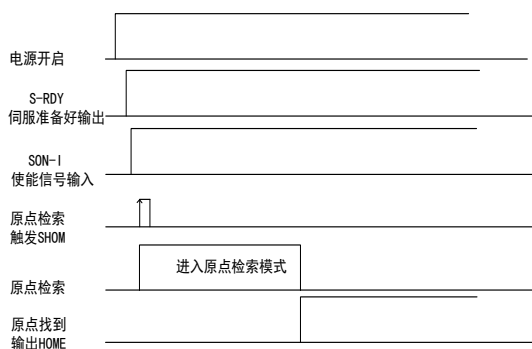 电源开启
S-RDY
伺服准备好输出
SON-I
使能信号输入
原点检索
触发SHOM
进入原点检索模式
原点检索
原点找到
输出HOME